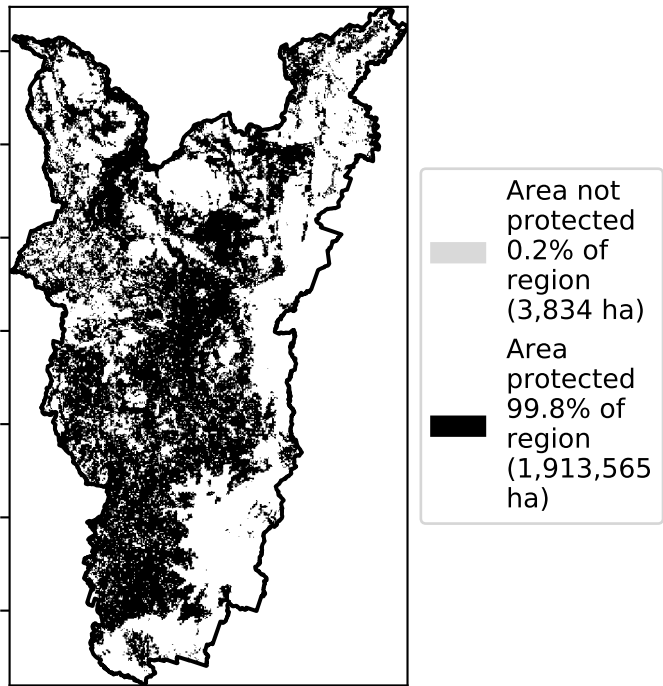 Area not
protected
0.2% of
region
(3,834 ha)
Area
protected
99.8% of
region
(1,913,565
ha)